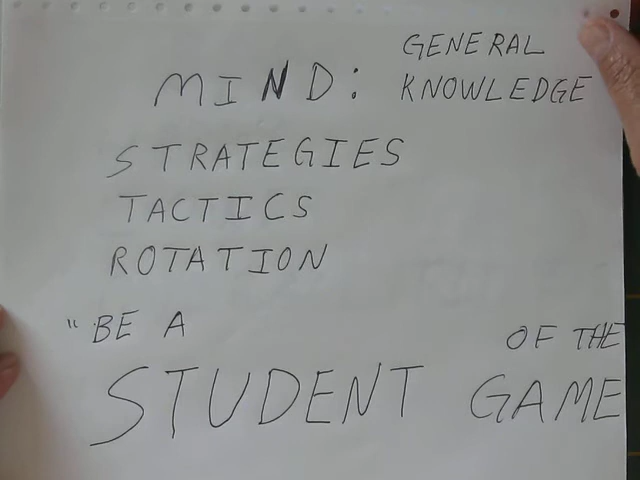 MIND: GENERAL KNOWLEDGE
STRATEGIES
TACTICS
ROTATION
"BE A STUDENT OF THE GAME